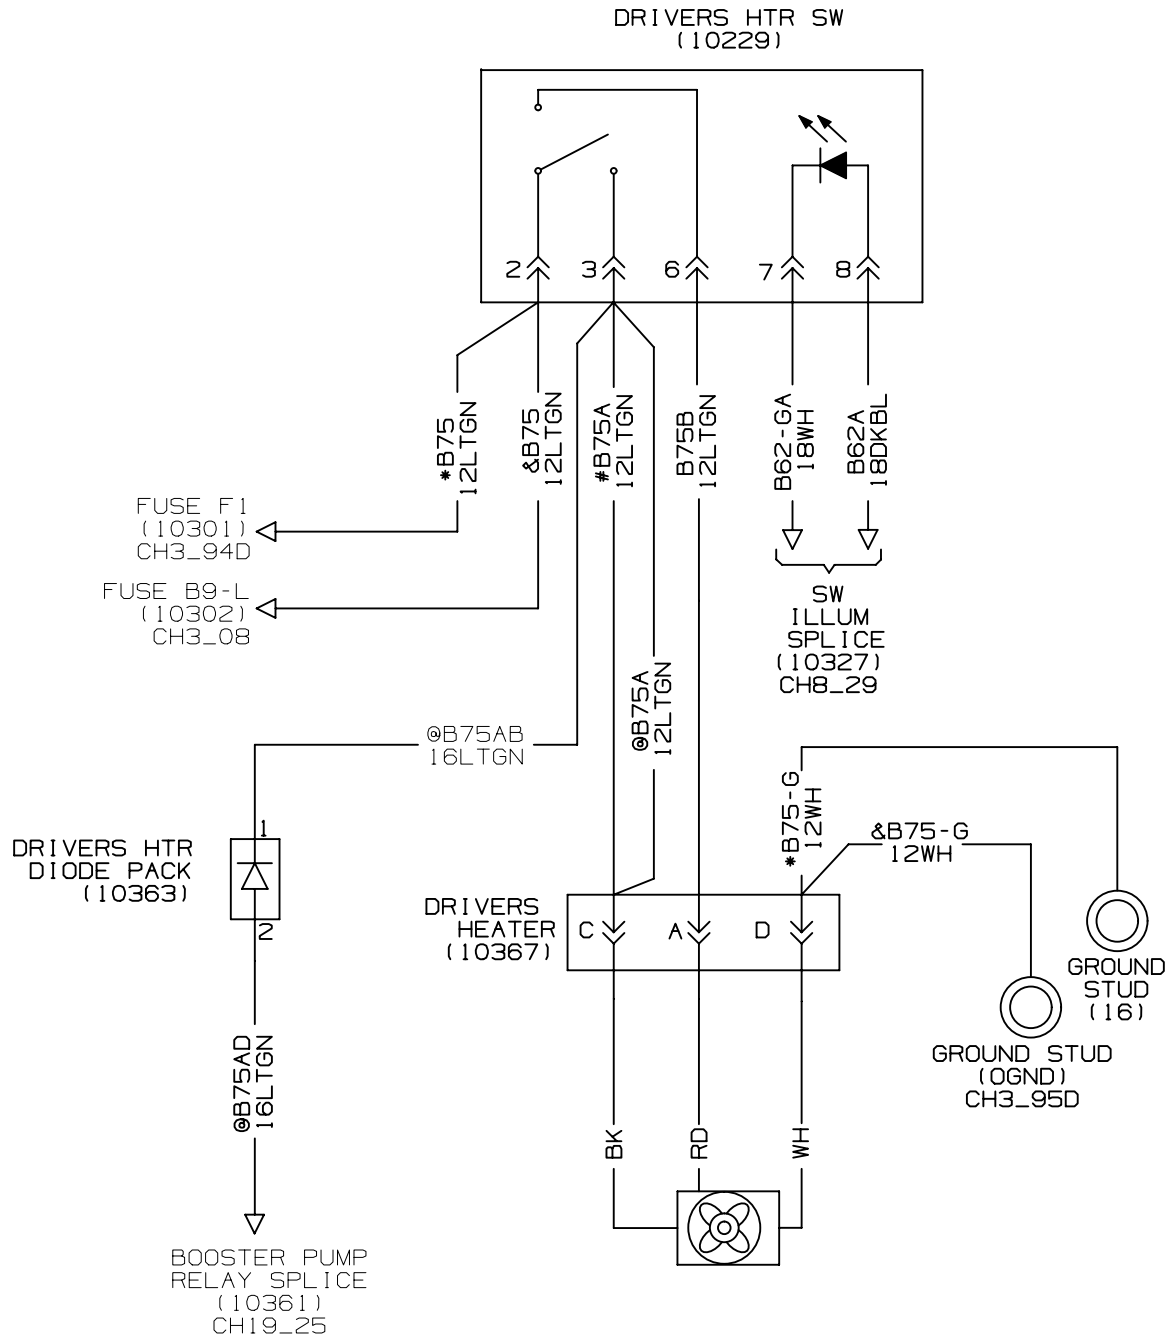 DRIVERS HTR SW
(10229)
2
3
6
7
8
*B75
12LTGN
&B75
12LTGN
#B75A
12LTGN
B75B
12LTGN
B62-GA
18WH
B62A
18DKBL
FUSE F1
(10301)
CH3_94D
FUSE B9-L
(10302)
CH3_08
SW
ILLUM
SPLICE
(10327)
CH8_29
@B75A
12LTGN
@B75AB
16LTGN
*B75-G
12WH
&B75-G
12WH
1
DRIVERS HTR
DIODE PACK
(10363)
2
DRIVERS
HEATER
(10367)
C
A
D
GROUND
STUD
(16)
GROUND STUD
(0GND)
CH3_95D
@B75AD
16LTGN
BK
RD
WH
BOOSTER PUMP
RELAY SPLICE
(10361)
CH19_25